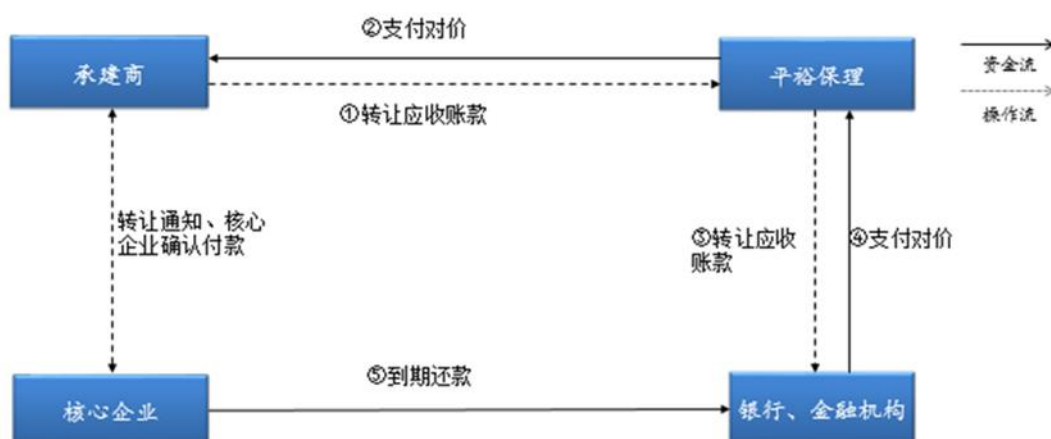 ②支付对价
承建商
平裕保理
资金流
①转让应收账款
操作流
转让通知、核心
企业确认付款
③转让应收
账款
④支付对价
⑤到期还款
核心企业
银行、金融机构